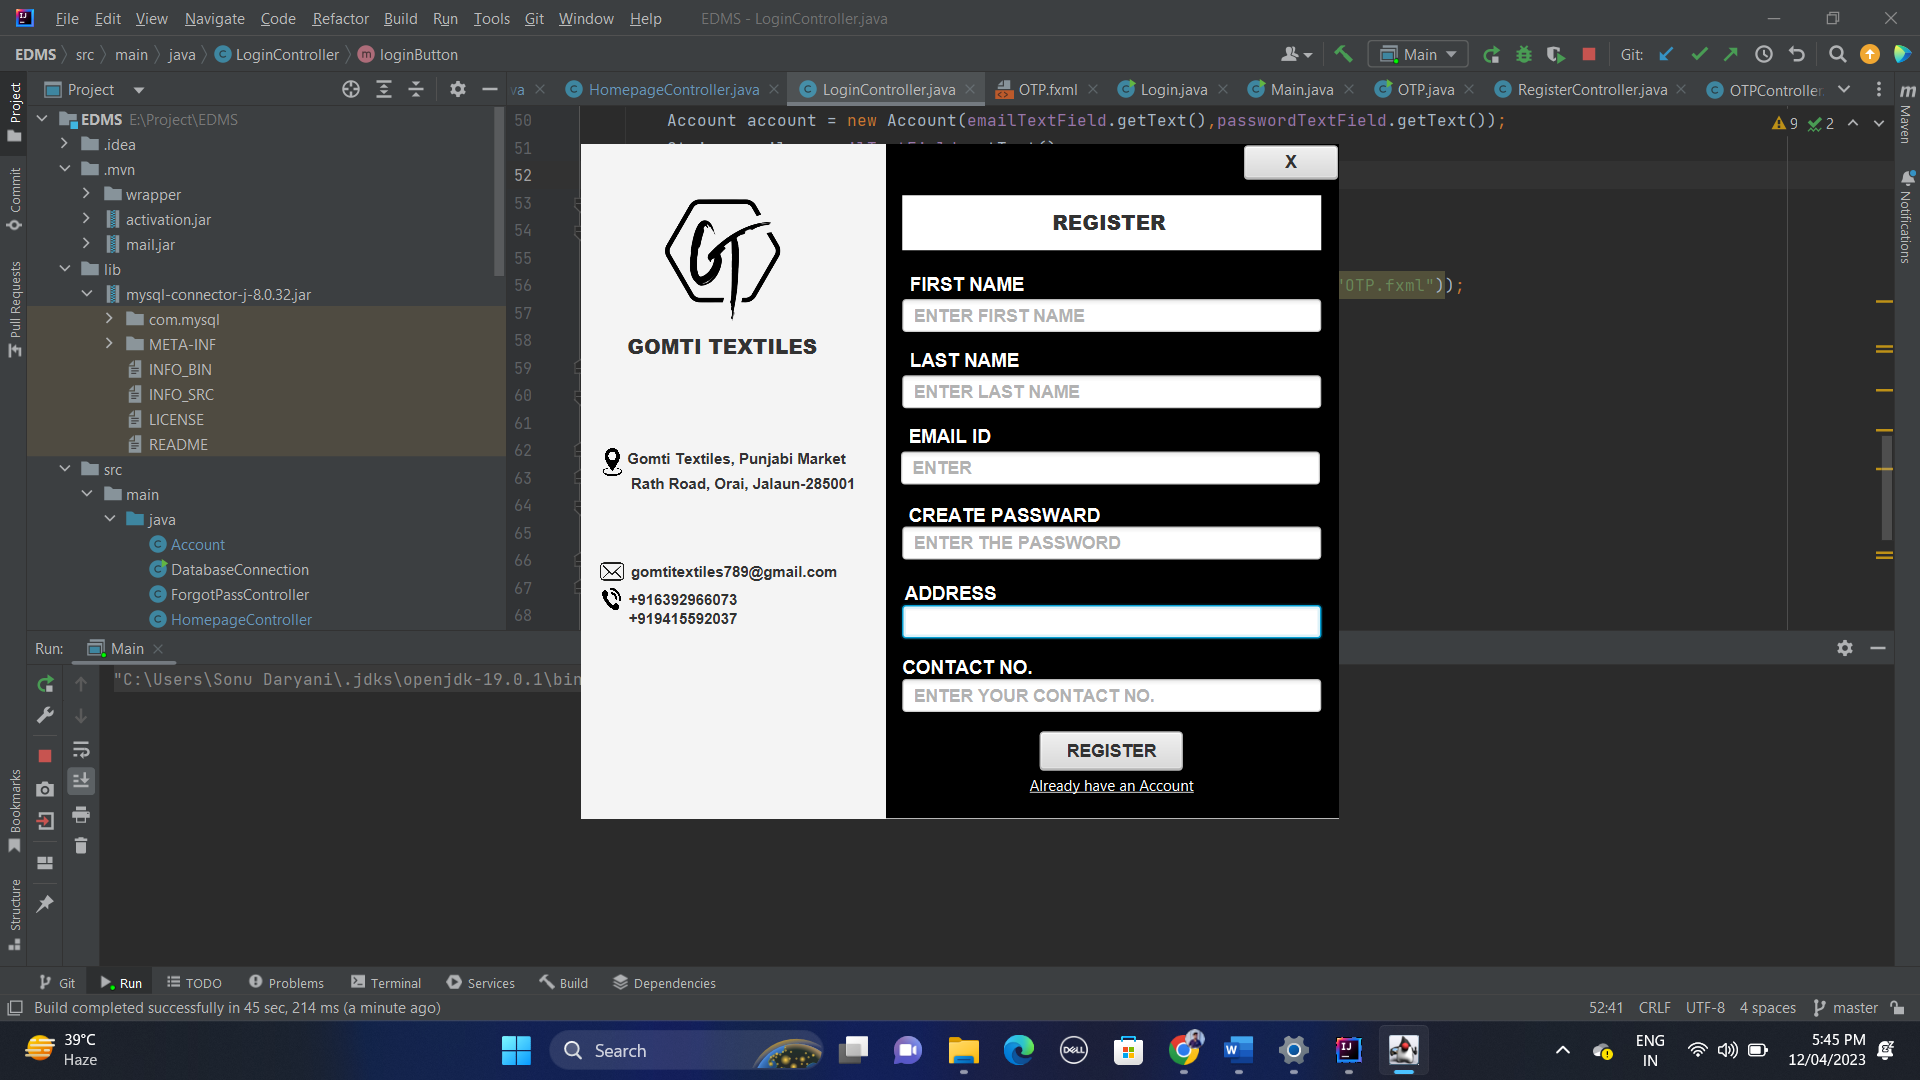 File Edit View Navigate Code Refactor Build Run Tools Git Window Help EDMS - LoginController.java
EDMS src main java LoginController loginButton Main Git:
Project
va HomepageController.java LoginController.java OTP.fxml Login.java Main.java OTP.java RegisterController.java OTPController
EDMS E:\Project\EDMS
.idea
.mvn
wrapper
activation.jar
mail.jar
lib
mysql-connector-j-8.0.32.jar
com.mysql
META-INF
INFO_BIN
INFO_SRC
LICENSE
README
src
main
java
Account
DatabaseConnection
ForgotPassController
HomepageController
Project
Commit
Pull Requests
Bookmarks
Structure
50 Account account = new Account(emailTextField.getText(),passwordTextField.getText());
51
52
53
54
55
56 "OTP.fxml"));
57
58
59
60
61
62
63
64
65
66
67
68
9 2
Maven
Notifications
GT
GOMTI TEXTILES
Gomti Textiles, Punjabi Market
Rath Road, Orai, Jalaun-285001
gomtitextiles789@gmail.com
+916392966073
+919415592037
X
REGISTER
FIRST NAME
ENTER FIRST NAME
LAST NAME
ENTER LAST NAME
EMAIL ID
ENTER
CREATE PASSWARD
ENTER THE PASSWORD
ADDRESS
CONTACT NO.
ENTER YOUR CONTACT NO.
REGISTER
Already have an Account
Run: Main
"C:\Users\Sonu Daryani\.jdks\openjdk-19.0.1\bin
Git Run TODO Problems Terminal Services Build Dependencies
Build completed successfully in 45 sec, 214 ms (a minute ago)
52:41 CRLF UTF-8 4 spaces master
39°C
Haze
Search
DELL
ENG
IN
5:45 PM
12/04/2023